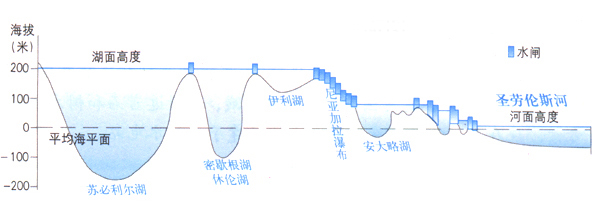 海拔
(米)
水闸
湖面高度
200
100
0
-100
-200
平均海平面
苏必利尔湖
密歇根湖
休伦湖
伊利湖
尼亚加拉瀑布
安大略湖
圣劳伦斯河
河面高度